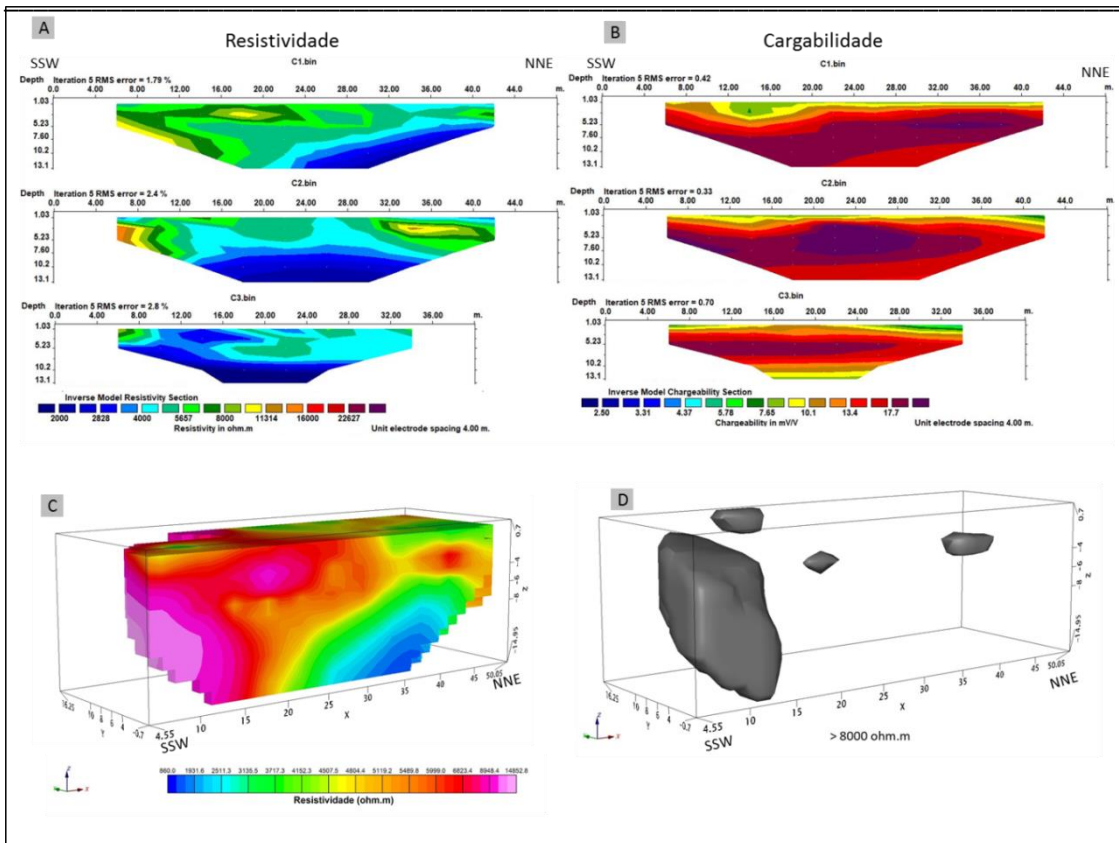 A
Resistividade
SSW
NNE
C1.bin
Depth Iteration 5 RMS error = 1.79 %
0.0 4.00 8.00 12.00 16.00 20.00 24.00 28.00 32.00 36.00 40.00 44.0 m.
1.03
5.23
7.60
10.2
13.1
C2.bin
Depth Iteration 5 RMS error = 2.4 %
0.0 4.00 8.00 12.00 16.00 20.00 24.00 28.00 32.00 36.00 40.00 44.0 m.
1.03
5.23
7.60
10.2
13.1
C3.bin
Depth Iteration 5 RMS error = 2.8 %
0.0 4.00 8.00 12.00 16.00 20.00 24.00 28.00 32.00 36.00 m.
1.03
5.23
10.2
13.1
Inverse Model Resistivity Section
2000 2828 4000 5657 8000 11314 16000 22627
Resistivity in ohm.m Unit electrode spacing 4.00 m.
B
Cargabilidade
SSW
NNE
C1.bin
Depth Iteration 5 RMS error = 0.42
0.0 4.00 8.00 12.00 16.00 20.00 24.00 28.00 32.00 36.00 40.00 44.0 m.
1.03
5.23
7.60
10.2
13.1
C2.bin
Depth Iteration 5 RMS error = 0.33
0.0 4.00 8.00 12.00 16.00 20.00 24.00 28.00 32.00 36.00 40.00 44.0 m.
1.03
5.23
7.60
10.2
13.1
C3.bin
Depth Iteration 5 RMS error = 0.70
0.0 4.00 8.00 12.00 16.00 20.00 24.00 28.00 32.00 36.00 m.
1.03
5.23
10.2
13.1
Inverse Model Chargeability Section
2.50 3.31 4.37 5.78 7.65 10.1 13.4 17.7
Chargeability in mV/V Unit electrode spacing 4.00 m.
C
0.7
-4
-6
-8
-14.95
Z
NNE
50.05
45
40
35
30
25
20
15
10
4.55
X
SSW
16.25
10
8
6
4
-0.2
Y
660.0 1931.6 2511.3 3135.5 3717.3 4152.3 4507.5 4804.4 5119.2 5489.8 5099.0 6823.4 8948.4 14852.8
Resistividade (ohm.m)
D
0.7
-4
-6
-8
-14.95
Z
NNE
50.05
45
40
35
30
25
20
15
10
4.55
X
SSW
16.25
10
8
6
4
-0.2
Y
> 8000 ohm.m